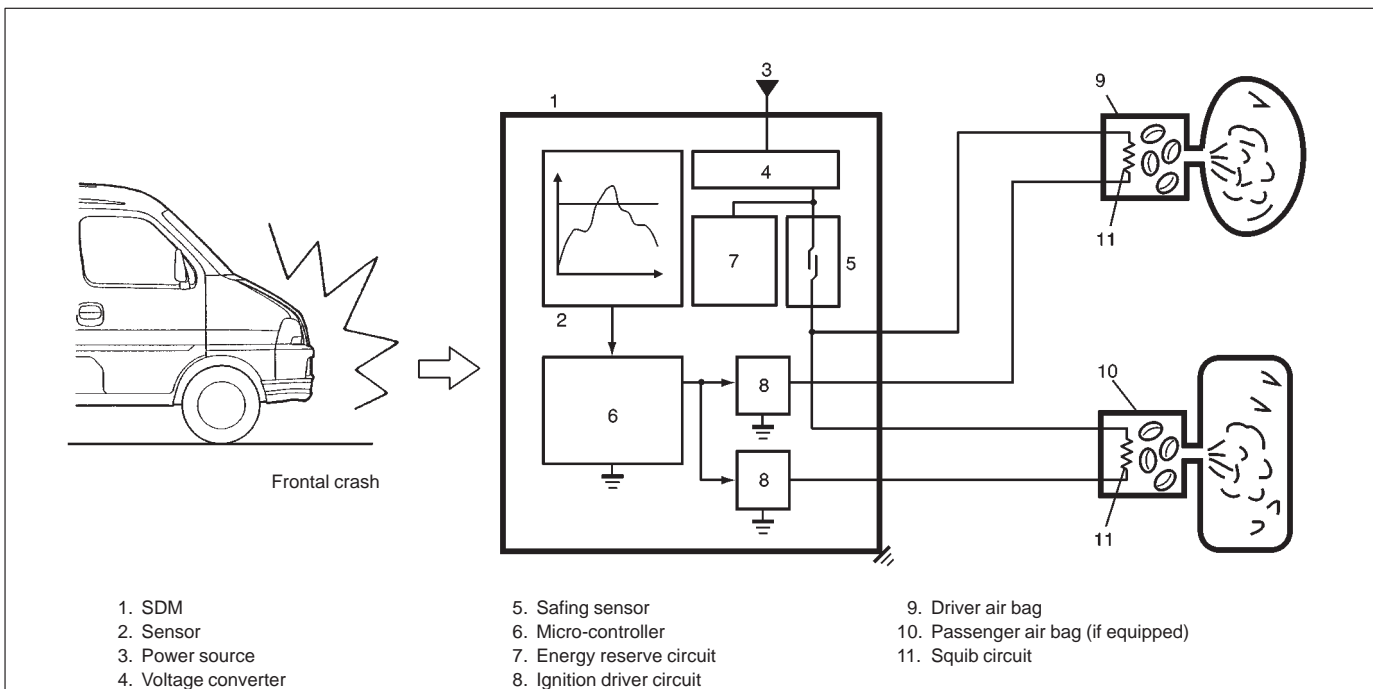 3
1
9
4
7
5
11
2
8
10
6
8
11
Frontal crash
1. SDM
2. Sensor
3. Power source
4. Voltage converter
5. Safing sensor
6. Micro-controller
7. Energy reserve circuit
8. Ignition driver circuit
9. Driver air bag
10. Passenger air bag (if equipped)
11. Squib circuit